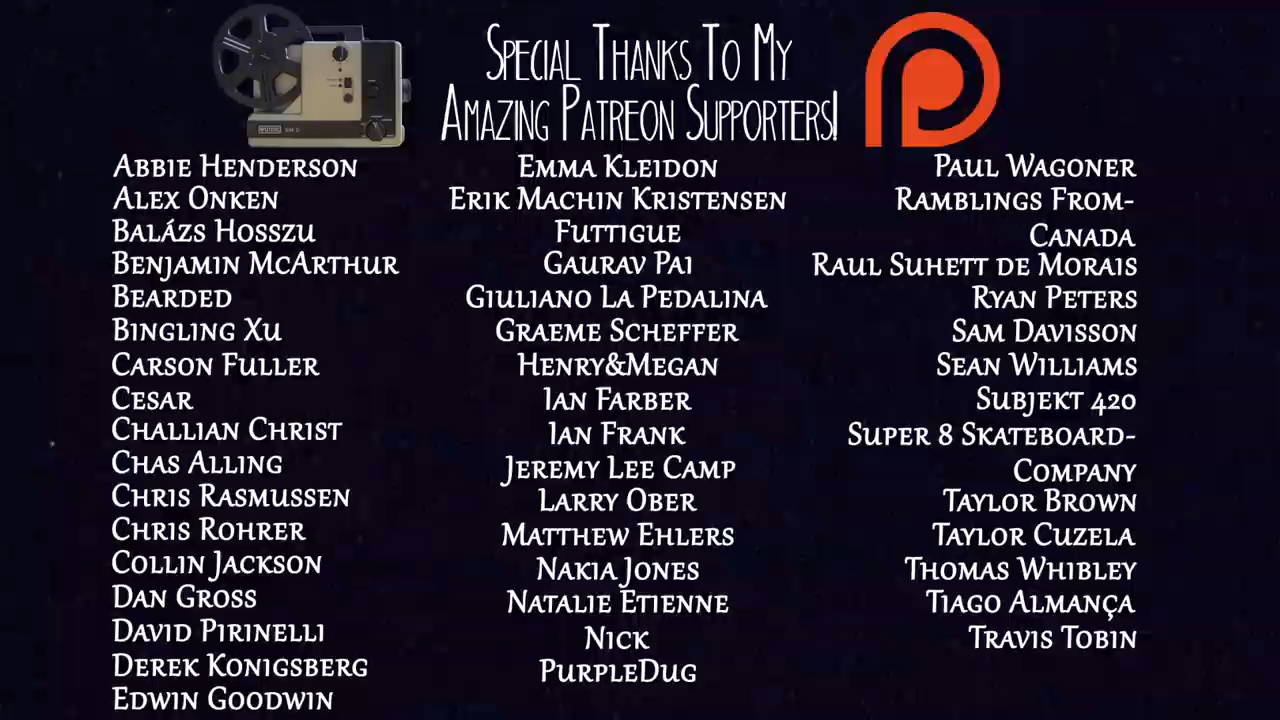 Special Thanks To My
Amazing Patreon Supporters!
Abbie Henderson
Alex Onken
Balázs Hosszu
Benjamin McArthur
Bearded
Bingling Xu
Carson Fuller
Cesar
Challian Christ
Chas Alling
Chris Rasmussen
Chris Rohrer
Collin Jackson
Dan Gross
David Pirinelli
Derek Konigsberg
Edwin Goodwin
Emma Kleidon
Erik Machin Kristensen
Futtigue
Gaurav Pai
Giuliano La Pedalina
Graeme Scheffer
Henry&Megan
Ian Farber
Ian Frank
Jeremy Lee Camp
Larry Ober
Matthew Ehlers
Nakia Jones
Natalie Etienne
Nick
PurpleDug
Paul Wagoner
Ramblings From-
Canada
Raul Suhett de Morais
Ryan Peters
Sam Davisson
Sean Williams
Subjekt 420
Super 8 Skateboard-
Company
Taylor Brown
Taylor Cuzela
Thomas Whibley
Tiago Almança
Travis Tobin